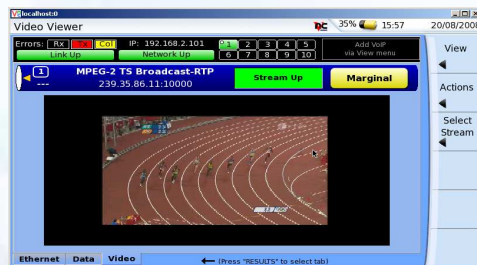 localhost:0
Video Viewer
DC 35% 15:57 20/08/200
Errors: Rx Tx Col IP: 192.168.2.101 1 2 3 4 5 Add VoIP
Link Up Network Up 6 7 8 9 10 via View menu
1 MPEG-2 TS Broadcast-RTP
--- 239.35.86.11:10000
Stream Up
Marginal
View
Actions
Select
Stream
Ethernet Data Video
(Press "RESULTS" to select tab)